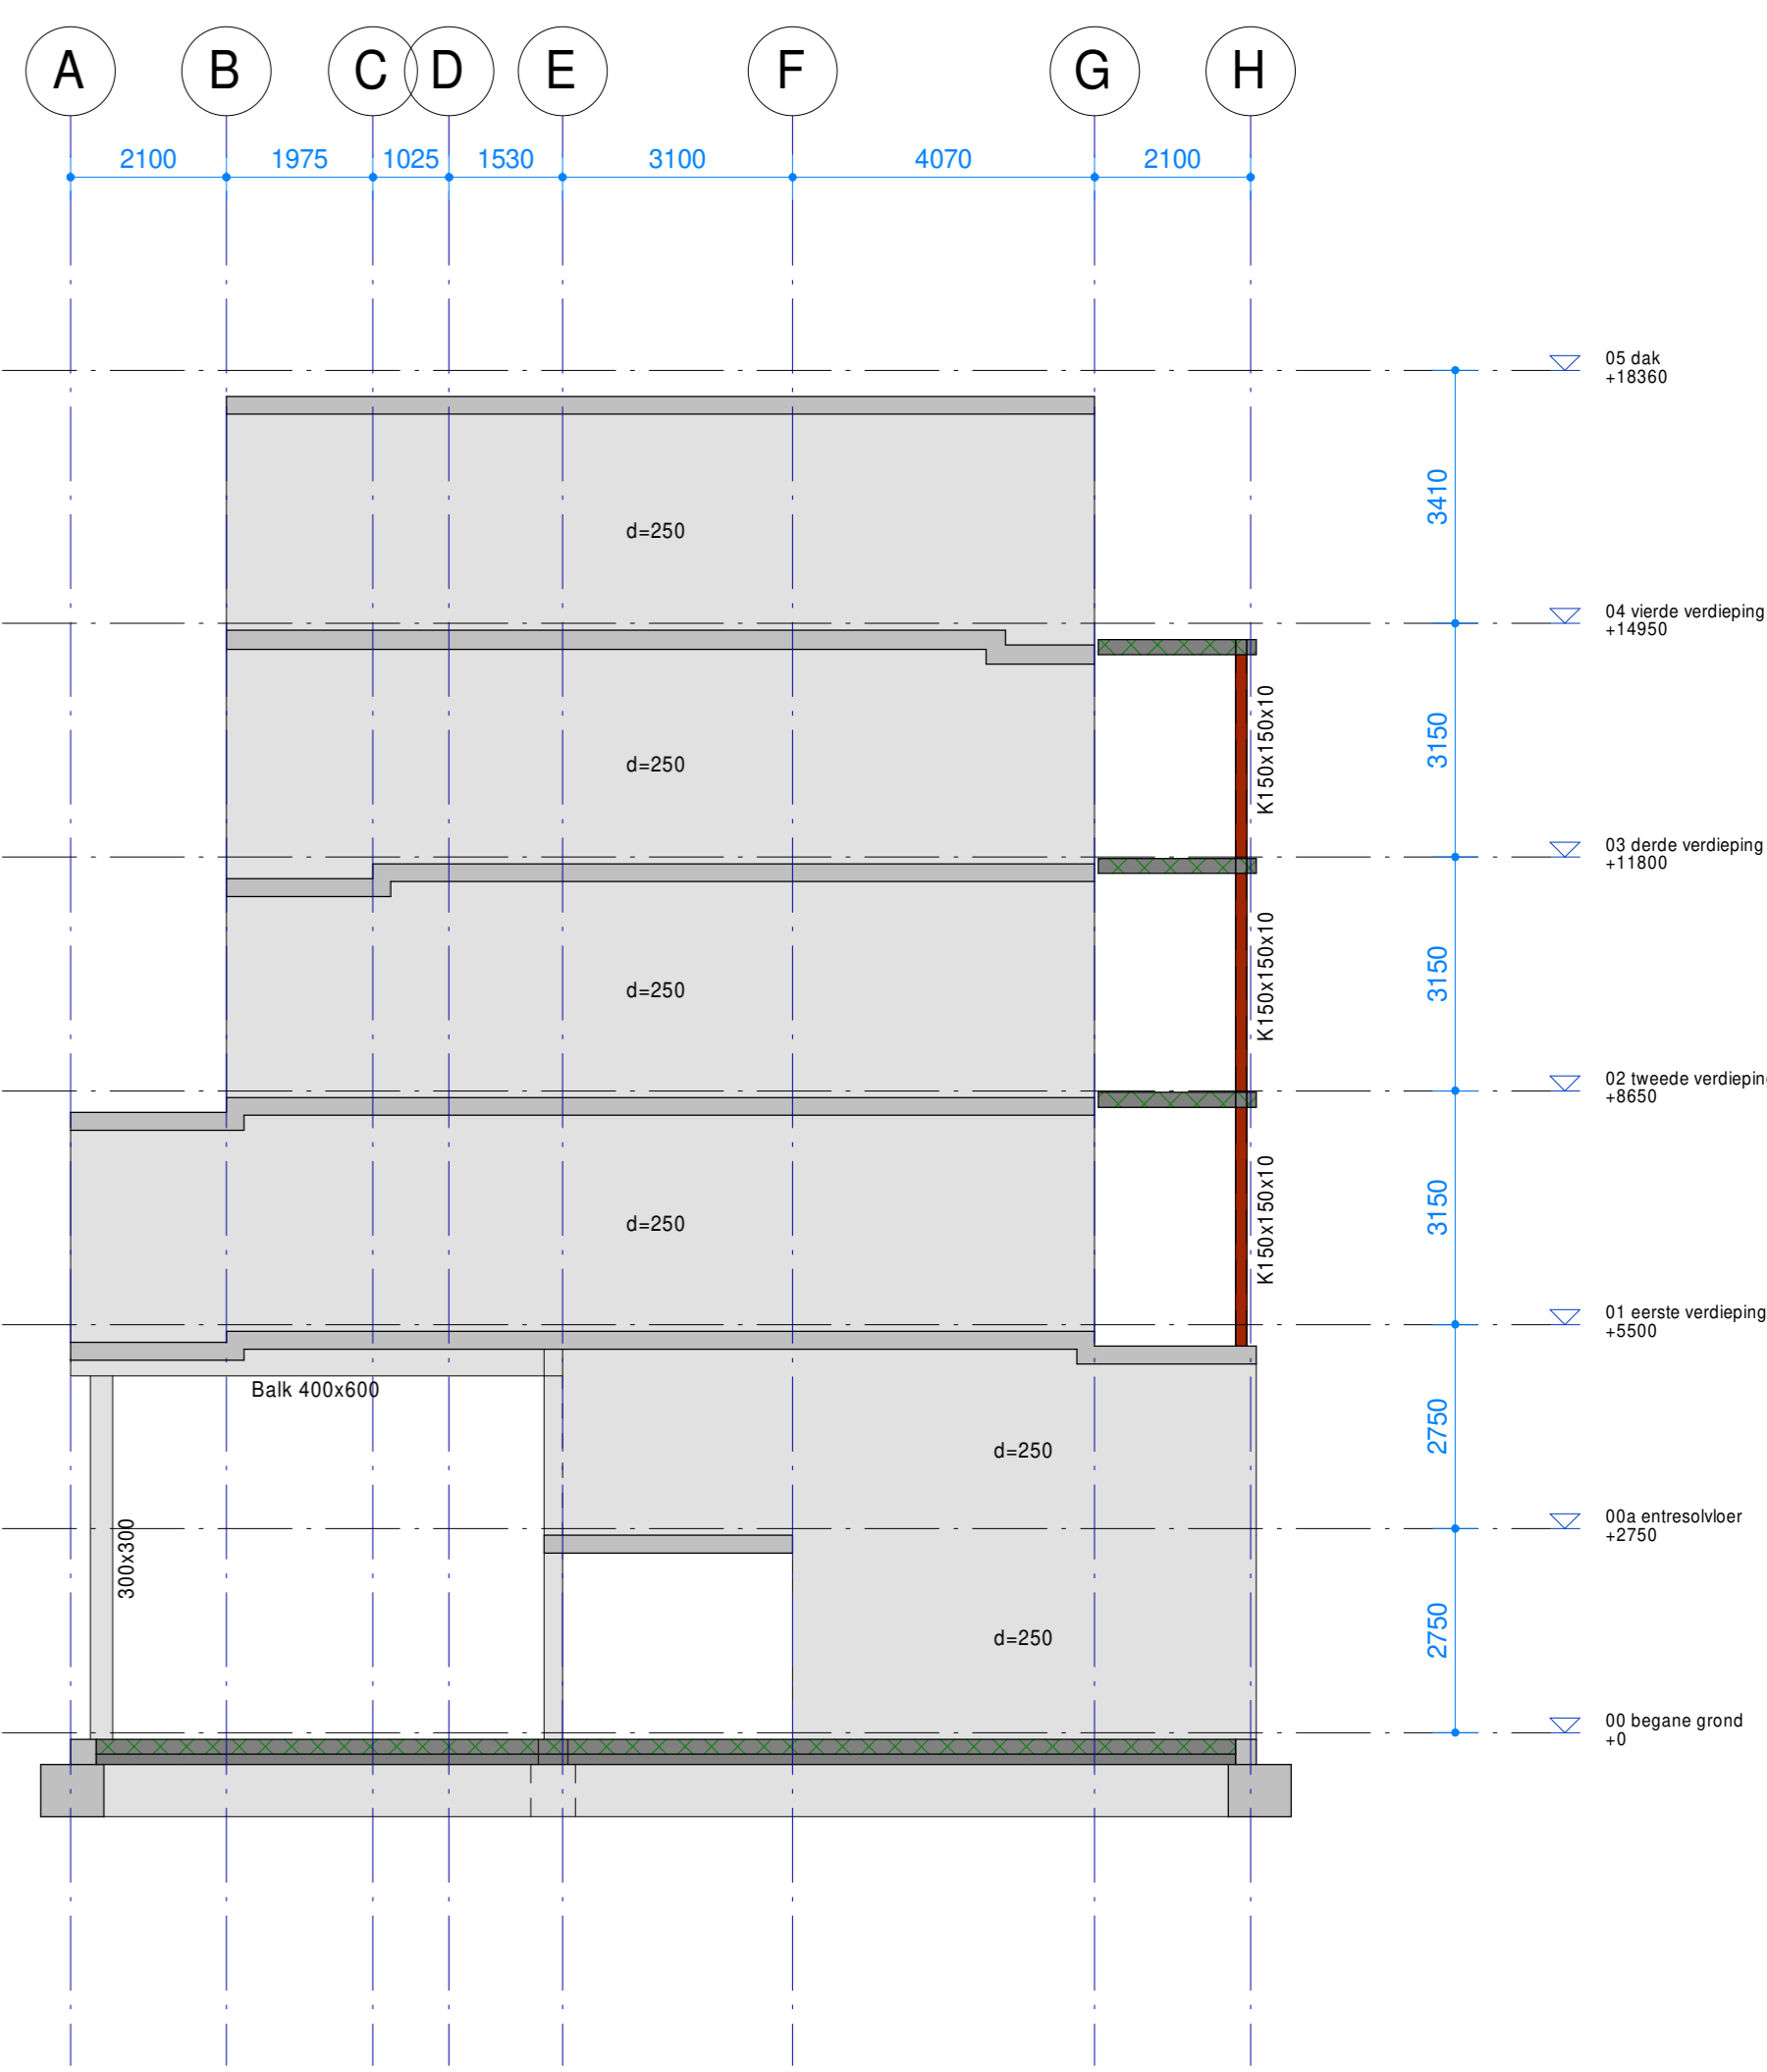 A B C D E F G H
2100 1975 1025 1530 3100 4070 2100
05 dak
+18360
3410
d=250
04 vierde verdieping
+14950
K150x150x10
3150
d=250
03 derde verdieping
+11800
K150x150x10
3150
d=250
02 tweede verdieping
+8650
K150x150x10
3150
d=250
01 eerste verdieping
+5500
Balk 400x600
2750
d=250
00a entresolvloer
+2750
300x300
2750
d=250
00 begane grond
+0